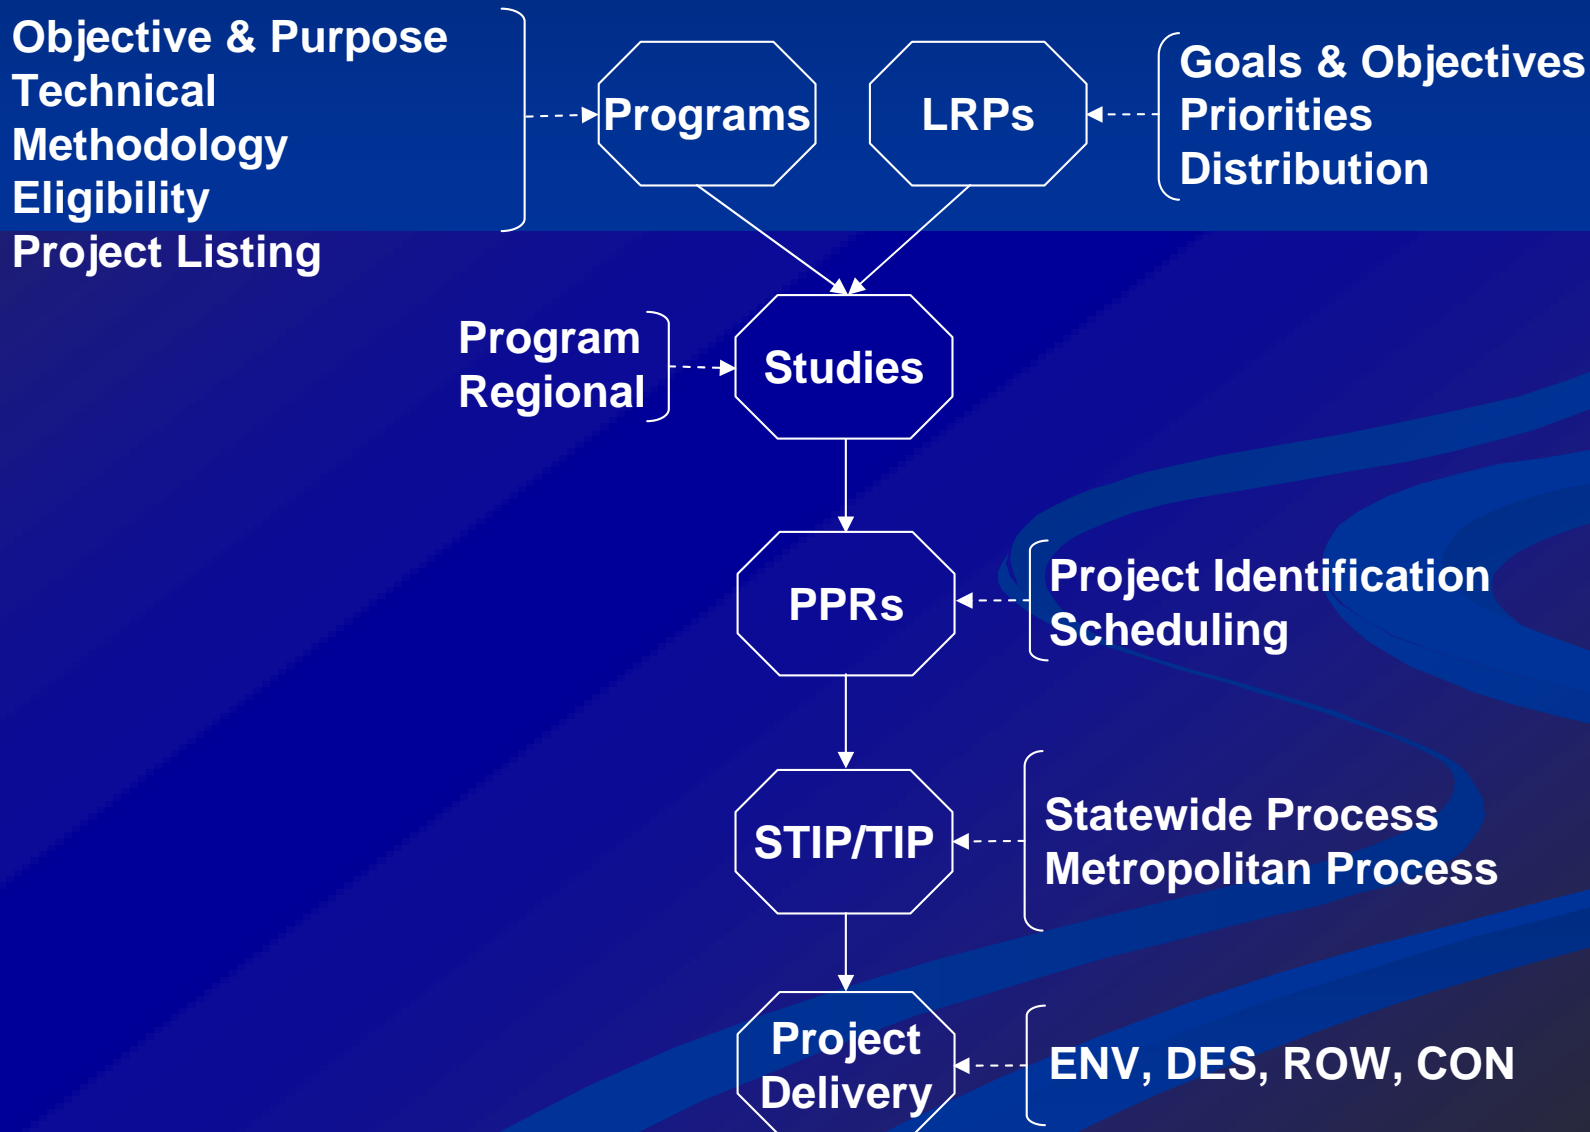 Objective & Purpose
Technical
Methodology
Eligibility
Project Listing
Programs
LRPs
Goals & Objectives
Priorities
Distribution
Program
Regional
Studies
PPRs
Project Identification
Scheduling
STIP/TIP
Statewide Process
Metropolitan Process
Project
Delivery
ENV, DES, ROW, CON